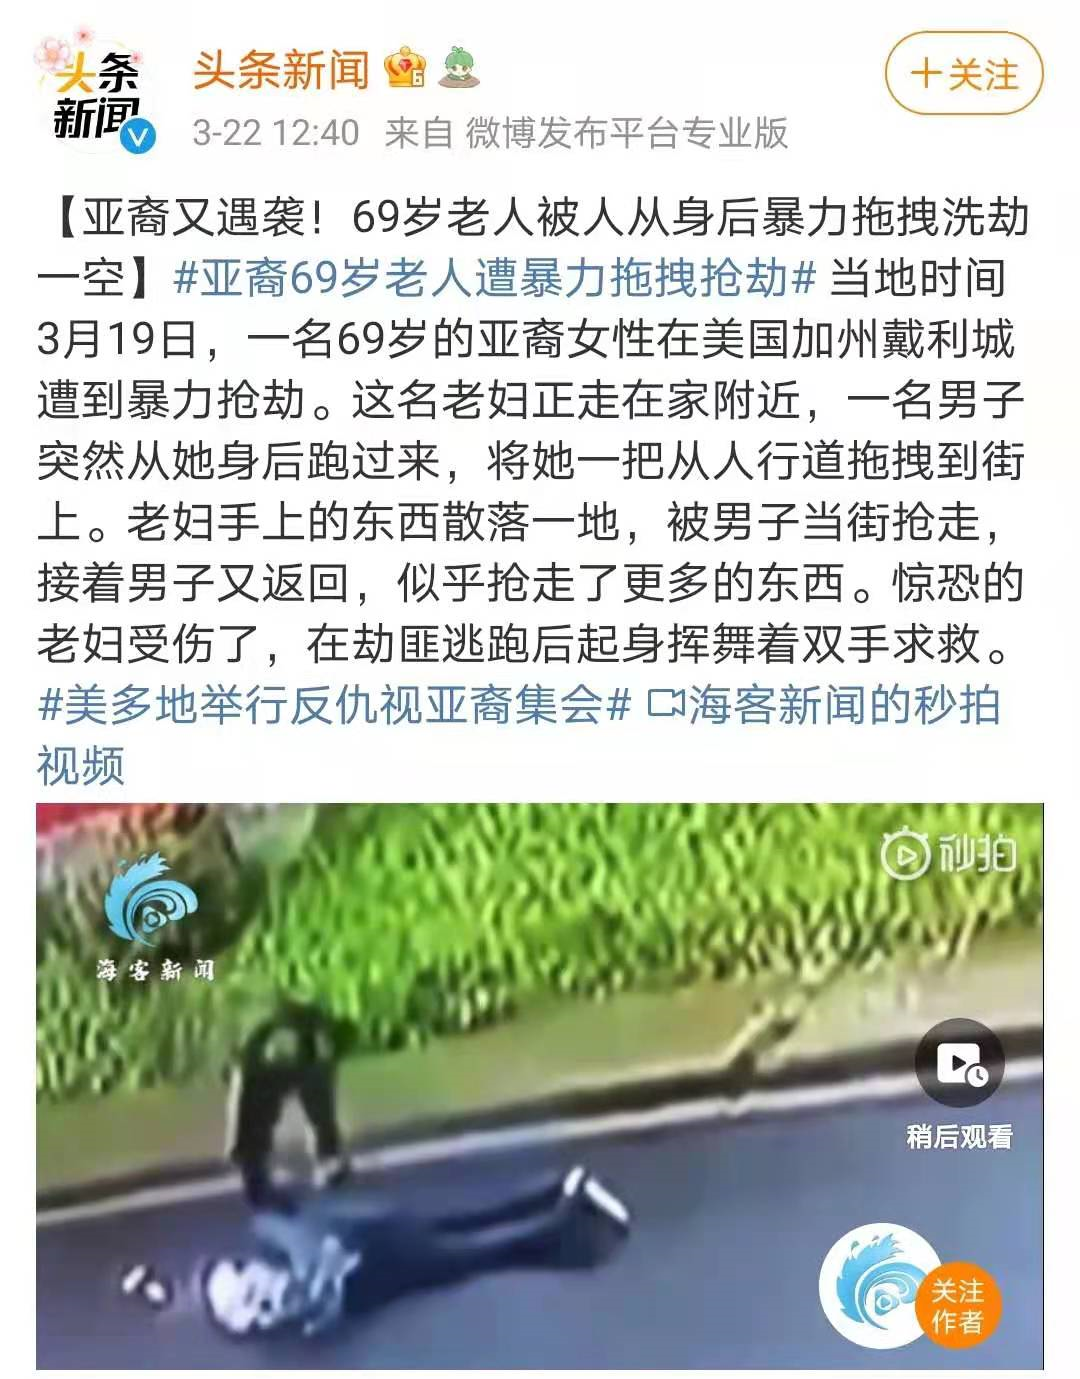 头条
新闻
头条新闻
6
+关注
3-22 12:40 来自 微博发布平台专业版
【亚裔又遇袭！69岁老人被人从身后暴力拖拽洗劫
一空】#亚裔69岁老人遭暴力拖拽抢劫# 当地时间
3月19日，一名69岁的亚裔女性在美国加州戴利城
遭到暴力抢劫。这名老妇正走在家附近，一名男子
突然从她身后跑过来，将她一把从人行道拖拽到街
上。老妇手上的东西散落一地，被男子当街抢走，
接着男子又返回，似乎抢走了更多的东西。惊恐的
老妇受伤了，在劫匪逃跑后起身挥舞着双手求救。
#美多地举行反仇视亚裔集会# 海客新闻的秒拍
视频
秒拍
海客新闻
稍后观看
关注
作者